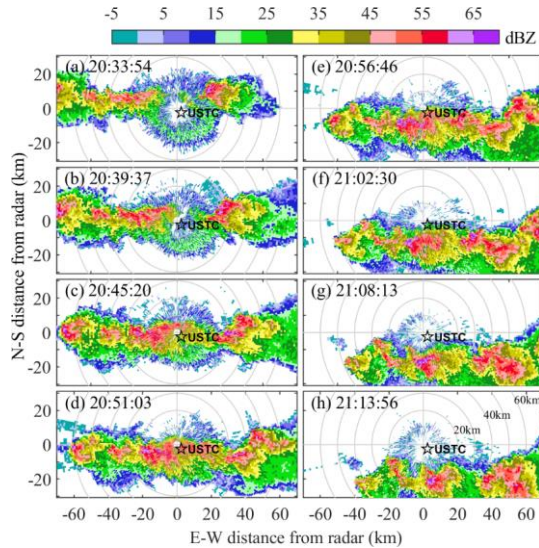 -5 5 15 25 35 45 55 65 dBZ
(a) 20:33:54
USTC
(b) 20:39:37
USTC
(c) 20:45:20
USTC
(d) 20:51:03
USTC
(e) 20:56:46
USTC
(f) 21:02:30
USTC
(g) 21:08:13
USTC
(h) 21:13:56
60km
40km
20km
USTC
20
0
-20
20
0
-20
20
0
-20
20
0
-20
N-S distance from radar (km)
-60 -40 -20 0 20 40 60
-60 -40 -20 0 20 40 60
E-W distance from radar (km)